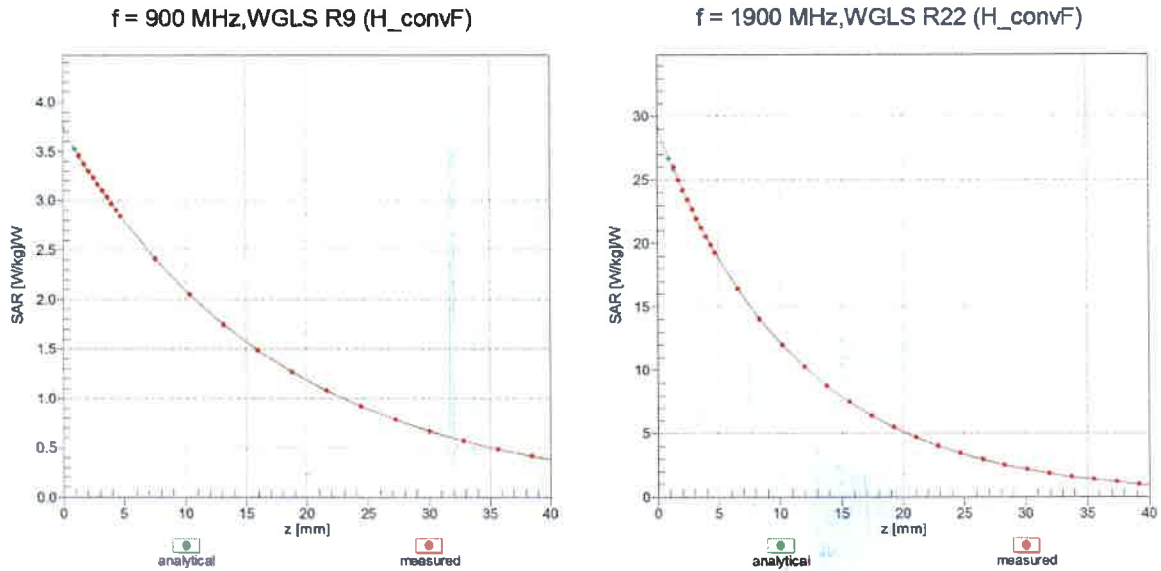 f = 900 MHz,WGLS R9 (H_convF)
SAR [W/kg]/W
4.0
3.5
3.0
2.5
2.0
1.5
1.0
0.5
0.0
0 5 10 15 20 25 30 35 40
z [mm]
analytical measured
f = 1900 MHz,WGLS R22 (H_convF)
SAR [W/kg]/W
30
25
20
15
10
5
0
0 5 10 15 20 25 30 35 40
z [mm]
analytical measured